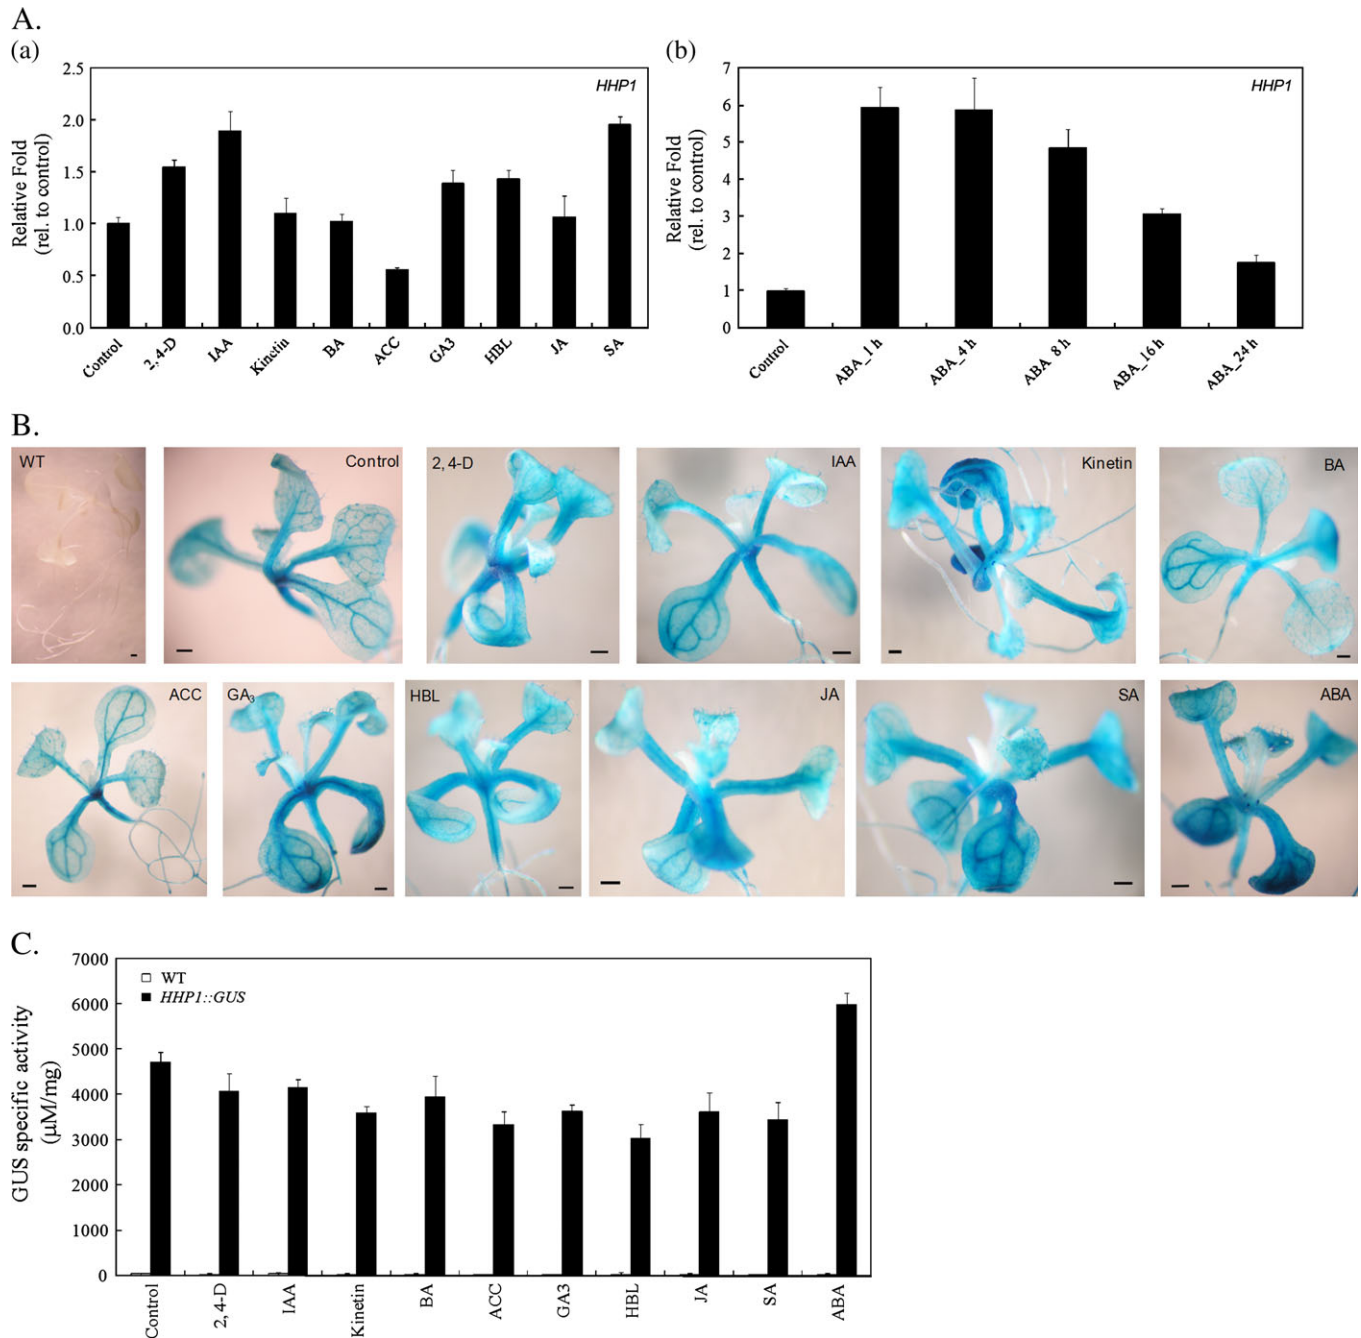 A.
(a)
(b)
2.5
2.0
1.5
1.0
0.5
0.0
Relative Fold
(rel. to control)
HHP1
Control
2, 4-D
IAA
Kinetin
BA
ACC
GA3
HBL
JA
SA
7
6
5
4
3
2
1
0
Relative Fold
(rel. to control)
HHP1
Control
ABA_1 h
ABA_4 h
ABA 8 h
ABA_16 h
ABA_24 h
B.
WT
Control
2, 4-D
IAA
Kinetin
BA
ACC
GA₃
HBL
JA
SA
ABA
C.
7000
6000
5000
4000
3000
2000
1000
0
GUS specific activity
(µM/mg)
WT
HHP1::GUS
Control
2, 4-D
IAA
Kinetin
BA
ACC
GA3
HBL
JA
SA
ABA